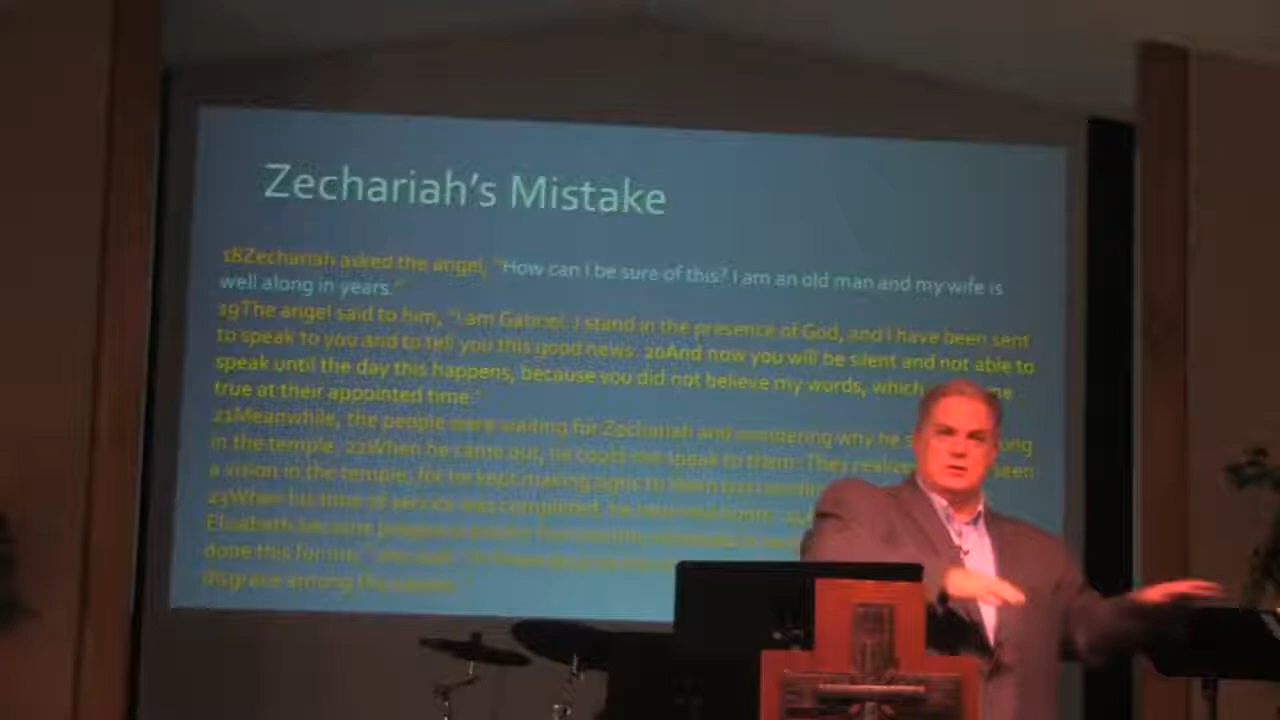 Zechariah's Mistake
18Zechariah asked the angel, "How can I be sure of this? I am an old man and my wife is
well along in years."
19The angel said to him, "I am Gabriel. I stand in the presence of God, and I have been sent
to speak to you and to tell you this good news. 20And now you will be silent and not able to
speak until the day this happens, because you did not believe my words, which
true at their appointed time."
21Meanwhile, the people were waiting for Zechariah and wondering why he
in the temple. 22When he came out, he could not speak to them. They seen
a vision in the temple, for he kept making signs to them
23When his time of service was completed, he returned home.
Elizabeth became
done this for me,"
disgrace among the